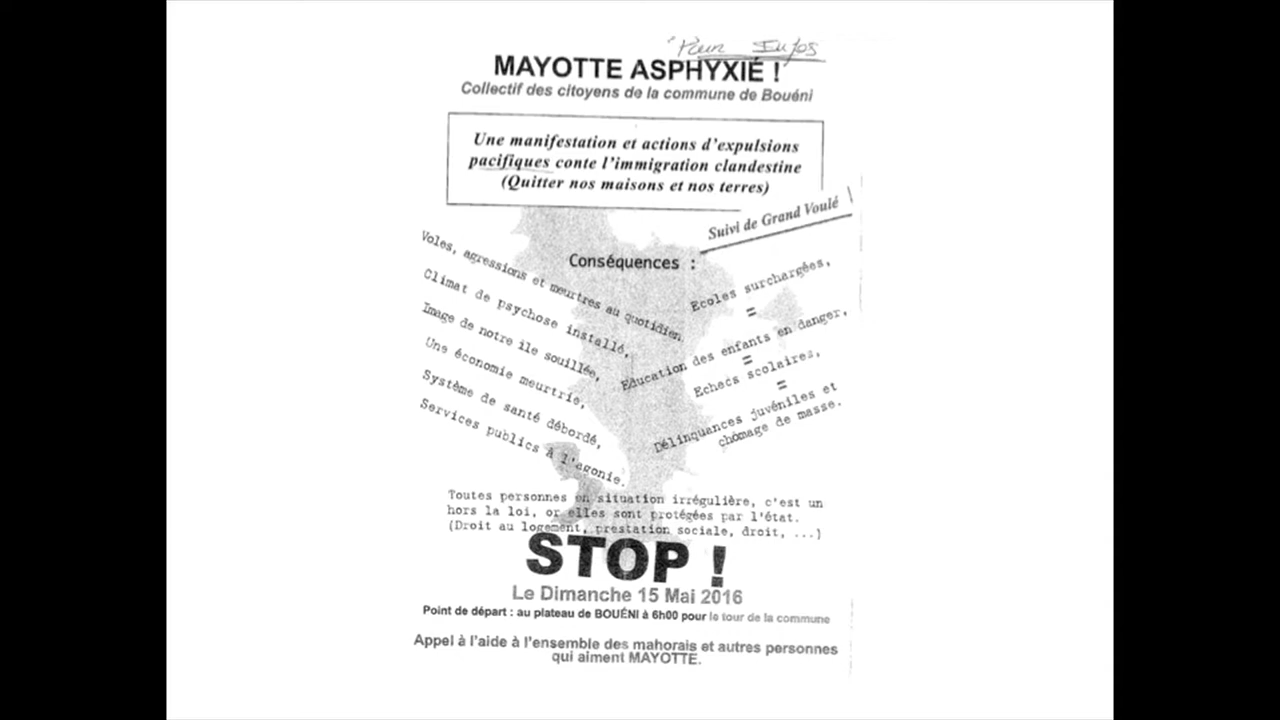 Pour Infos
MAYOTTE ASPHYXIÉ !
Collectif des citoyens de la commune de Bouéni
Une manifestation et actions d'expulsions
pacifiques conte l'immigration clandestine
(Quitter nos maisons et nos terres)
Suivi de Grand Voulé
Conséquences :
Voles, agressions et meurtres au quotidien
Climat de psychose installé,
Image de notre île souillée,
Une économie meurtrie,
Système de santé débordé,
Services publics à l'agonie.
Ecoles surchargées,
=
Education des enfants en danger,
=
Echecs scolaires,
=
Délinquances juvéniles et
chômage de masse.
Toutes personnes en situation irrégulière, c'est un
hors la loi, or elles sont protégées par l'état.
(Droit au logement, prestation sociale, droit, ...)
STOP !
Le Dimanche 15 Mai 2016
Point de départ : au plateau de BOUÉNI à 6h00 pour le tour de la commune
Appel à l'aide à l'ensemble des mahorais et autres personnes
qui aiment MAYOTTE.